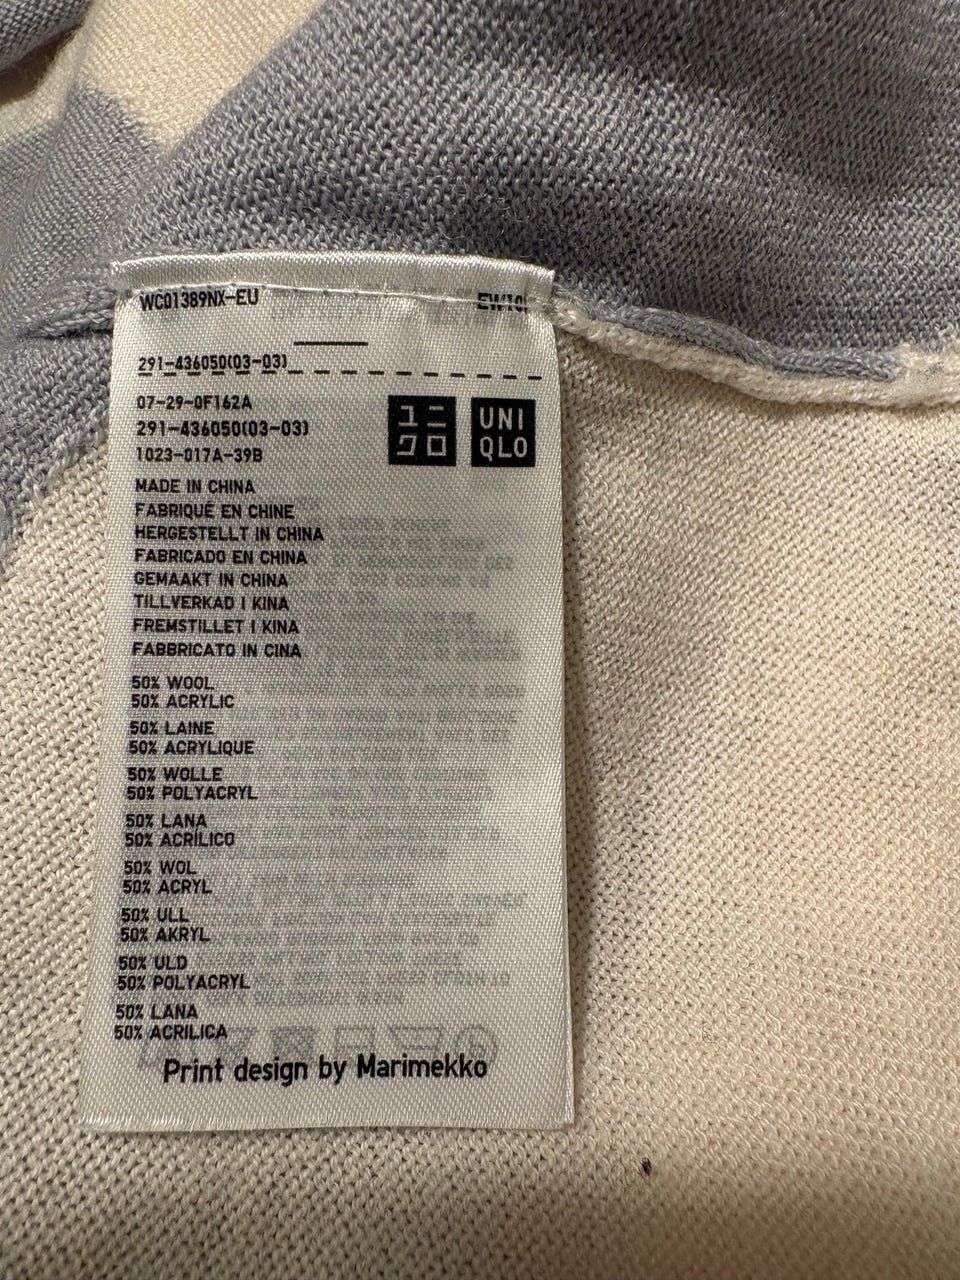 WC01389NX-EU
291-436050(03-03)
07-29-0F162A
291-436050(03-03)
1023-017A-39B
ユニ
クロ
UNI
QLO
MADE IN CHINA
FABRIQUÉ EN CHINE
HERGESTELLT IN CHINA
FABRICADO EN CHINA
GEMAAKT IN CHINA
TILLVERKAD I KINA
FREMSTILLET I KINA
FABBRICATO IN CINA
50% WOOL
50% ACRYLIC
50% LAINE
50% ACRYLIQUE
50% WOLLE
50% POLYACRYL
50% LANA
50% ACRÍLICO
50% WOL
50% ACRYL
50% ULL
50% AKRYL
50% ULD
50% POLYACRYL
50% LANA
50% ACRILICA
Print design by Marimekko